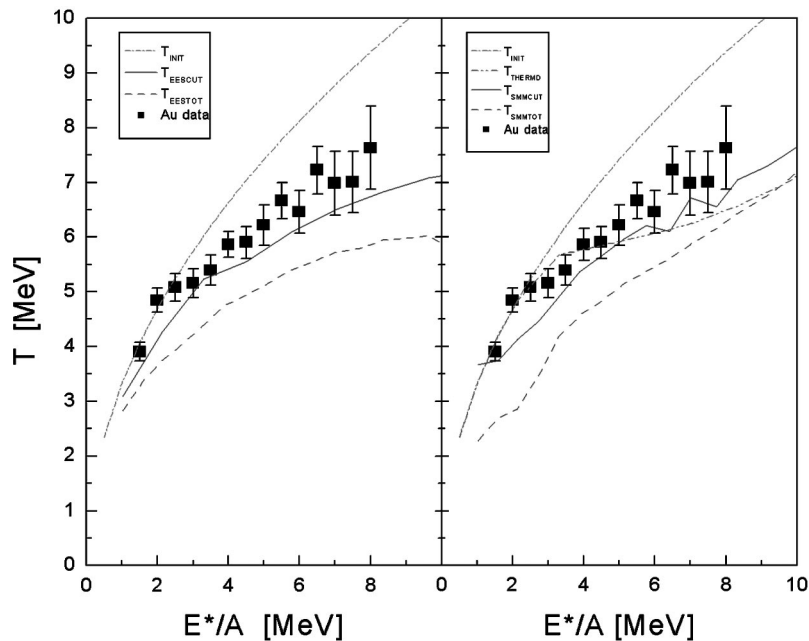 10
9
8
7
6
5
4
3
2
1
0
T [MeV]
T_INIT
T_EESCUT
T_EESTOT
Au data
T_INIT
T_THERMD
T_SMMCUT
T_SMMTOT
Au data
0 2 4 6 8 0 2 4 6 8 10
E*/A [MeV] E*/A [MeV]